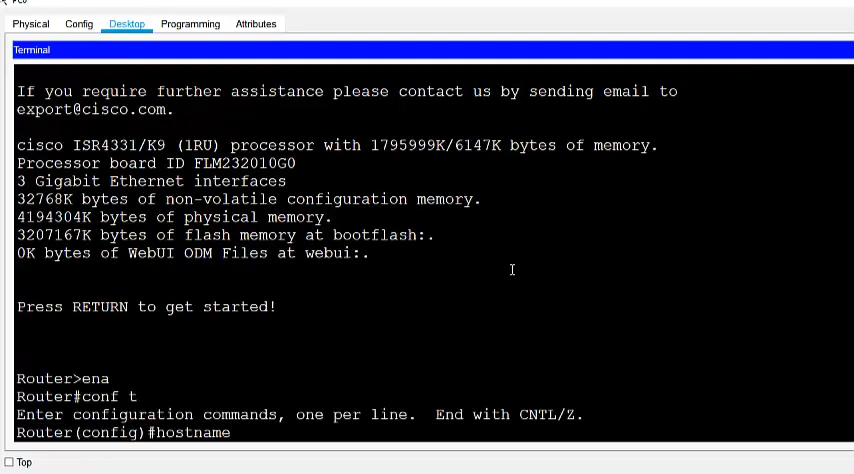 PC0
Physical Config Desktop Programming Attributes
Terminal
If you require further assistance please contact us by sending email to
export@cisco.com.
cisco ISR4331/K9 (1RU) processor with 1795999K/6147K bytes of memory.
Processor board ID FLM232010G0
3 Gigabit Ethernet interfaces
32768K bytes of non-volatile configuration memory.
4194304K bytes of physical memory.
3207167K bytes of flash memory at bootflash:.
0K bytes of WebUI ODM Files at webui:.
Press RETURN to get started!
Router>ena
Router#conf t
Enter configuration commands, one per line.  End with CNTL/Z.
Router(config)#hostname
Top